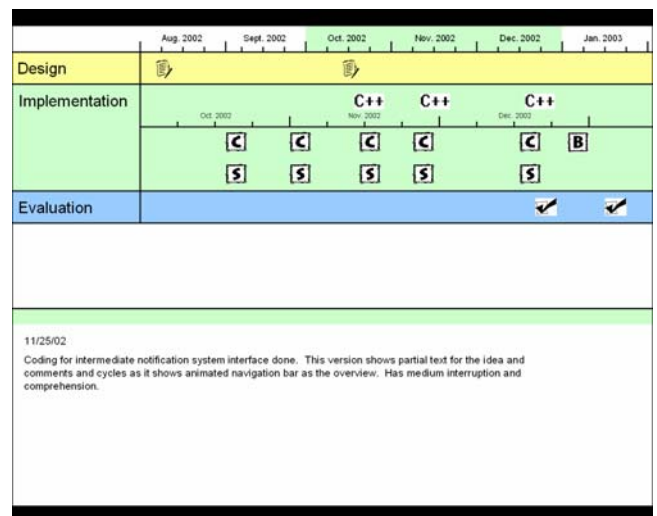 Aug. 2002 Sept. 2002 Oct. 2002 Nov. 2002 Dec. 2002 Jan. 2003
Design
Implementation
C++ C++ C++
Oct. 2002 Nov. 2002 Dec. 2002
C C C C C B
S S S S S
Evaluation
11/25/02
Coding for intermediate notification system interface done. This version shows partial text for the idea and
comments and cycles as it shows animated navigation bar as the overview. Has medium interruption and
comprehension.